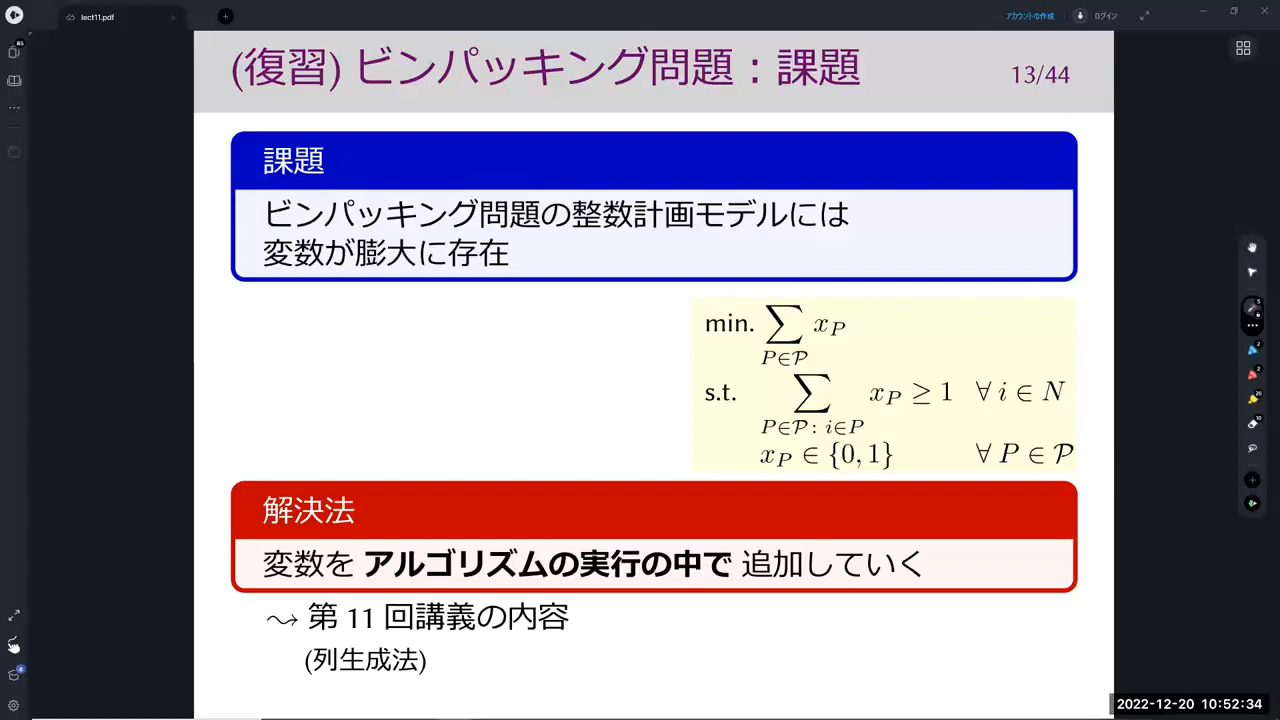 lect11.pdf
アカウントの作成
ログイン
(復習) ビンパッキング問題：課題
13/44
課題
ビンパッキング問題の整数計画モデルには
変数が膨大に存在
min. ∑ x_P
P∈𝒫
s.t. ∑ x_P ≥ 1 ∀ i ∈ N
P∈𝒫: i∈P
x_P ∈ {0, 1} ∀ P ∈ 𝒫
解決法
変数を アルゴリズムの実行の中で 追加していく
⇝ 第 11 回講義の内容
(列生成法)
2022-12-20 10:52:34